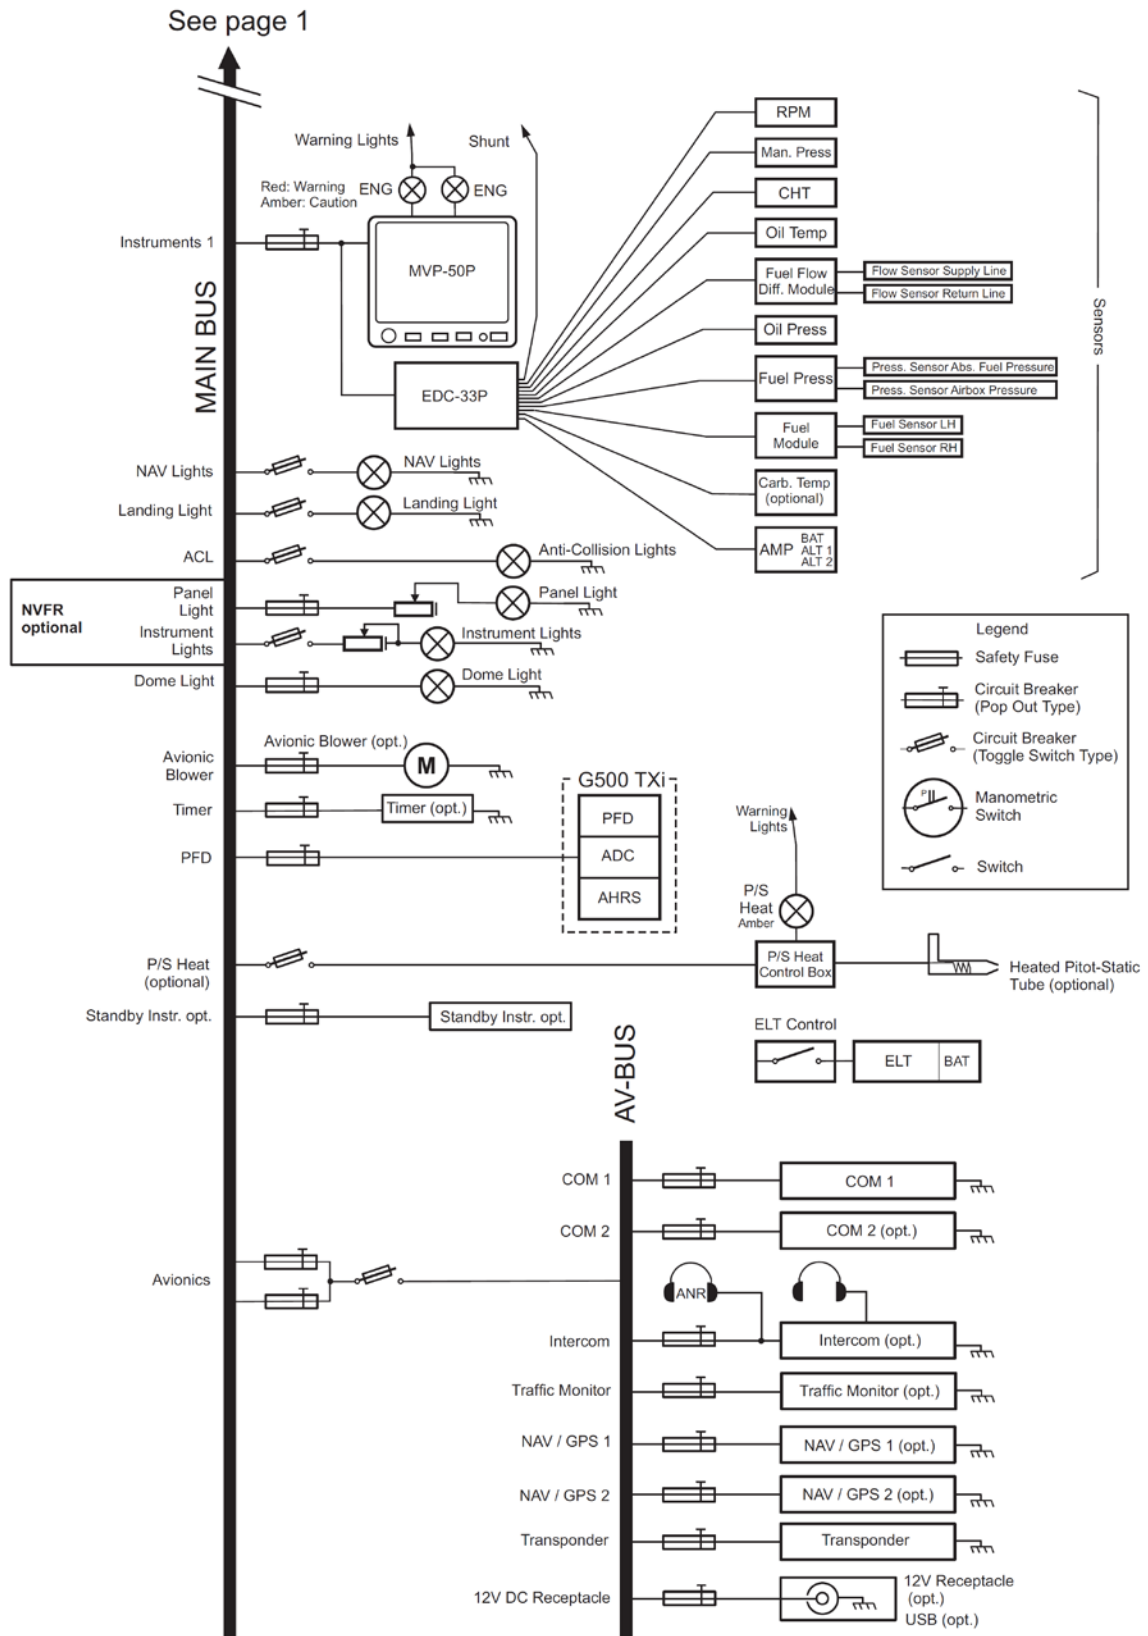 See page 1
MAIN BUS
Warning Lights
Shunt
Red: Warning
Amber: Caution
ENG
ENG
Instruments 1
MVP-50P
EDC-33P
RPM
Man. Press
CHT
Oil Temp
Fuel Flow
Diff. Module
Flow Sensor Supply Line
Flow Sensor Return Line
Oil Press
Fuel Press
Press. Sensor Abs. Fuel Pressure
Press. Sensor Airbox Pressure
Fuel
Module
Fuel Sensor LH
Fuel Sensor RH
Carb. Temp
(optional)
AMP
BAT
ALT 1
ALT 2
Sensors
NAV Lights
NAV Lights
Landing Light
Landing Light
ACL
Anti-Collision Lights
NVFR
optional
Panel
Light
Panel Light
Instrument
Lights
Instrument Lights
Dome Light
Dome Light
Legend
Safety Fuse
Circuit Breaker
(Pop Out Type)
Circuit Breaker
(Toggle Switch Type)
P
Manometric
Switch
Switch
Avionic
Blower
Avionic Blower (opt.)
M
Timer
Timer (opt.)
PFD
G500 TXi
PFD
ADC
AHRS
Warning
Lights
P/S
Heat
Amber
P/S Heat
(optional)
P/S Heat
Control Box
Heated Pitot-Static
Tube (optional)
Standby Instr. opt.
Standby Instr. opt.
ELT Control
ELT
BAT
AV-BUS
Avionics
COM 1
COM 1
COM 2
COM 2 (opt.)
ANR
Intercom
Intercom (opt.)
Traffic Monitor
Traffic Monitor (opt.)
NAV / GPS 1
NAV / GPS 1 (opt.)
NAV / GPS 2
NAV / GPS 2 (opt.)
Transponder
Transponder
12V DC Receptacle
12V Receptacle
(opt.)
USB (opt.)